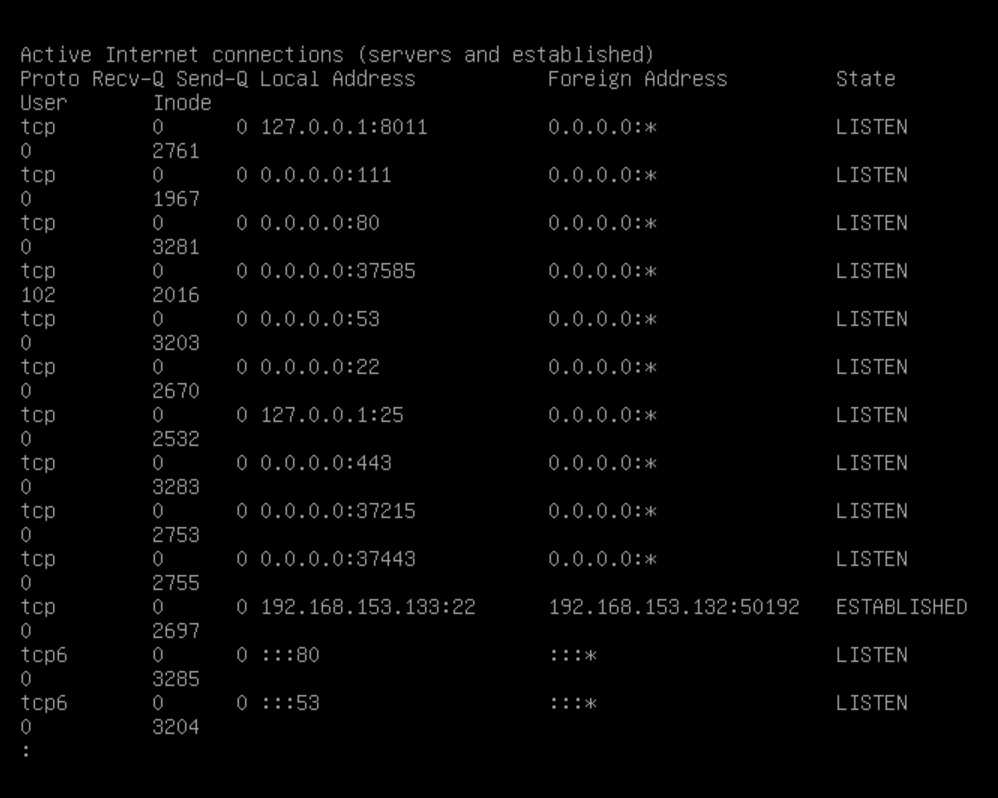 Active Internet connections (servers and established)
Proto Recv-Q Send-Q Local Address           Foreign Address         State
User       Inode
tcp        0      0 127.0.0.1:8011          0.0.0.0:*               LISTEN
0          2761
tcp        0      0 0.0.0.0:111             0.0.0.0:*               LISTEN
0          1967
tcp        0      0 0.0.0.0:80              0.0.0.0:*               LISTEN
0          3281
tcp        0      0 0.0.0.0:37585           0.0.0.0:*               LISTEN
102        2016
tcp        0      0 0.0.0.0:53              0.0.0.0:*               LISTEN
0          3203
tcp        0      0 0.0.0.0:22              0.0.0.0:*               LISTEN
0          2670
tcp        0      0 127.0.0.1:25            0.0.0.0:*               LISTEN
0          2532
tcp        0      0 0.0.0.0:443             0.0.0.0:*               LISTEN
0          3283
tcp        0      0 0.0.0.0:37215           0.0.0.0:*               LISTEN
0          2753
tcp        0      0 0.0.0.0:37443           0.0.0.0:*               LISTEN
0          2755
tcp        0      0 192.168.153.133:22      192.168.153.132:50192   ESTABLISHED
0          2697
tcp6       0      0 :::80                   :::*                    LISTEN
0          3285
tcp6       0      0 :::53                   :::*                    LISTEN
0          3204
: